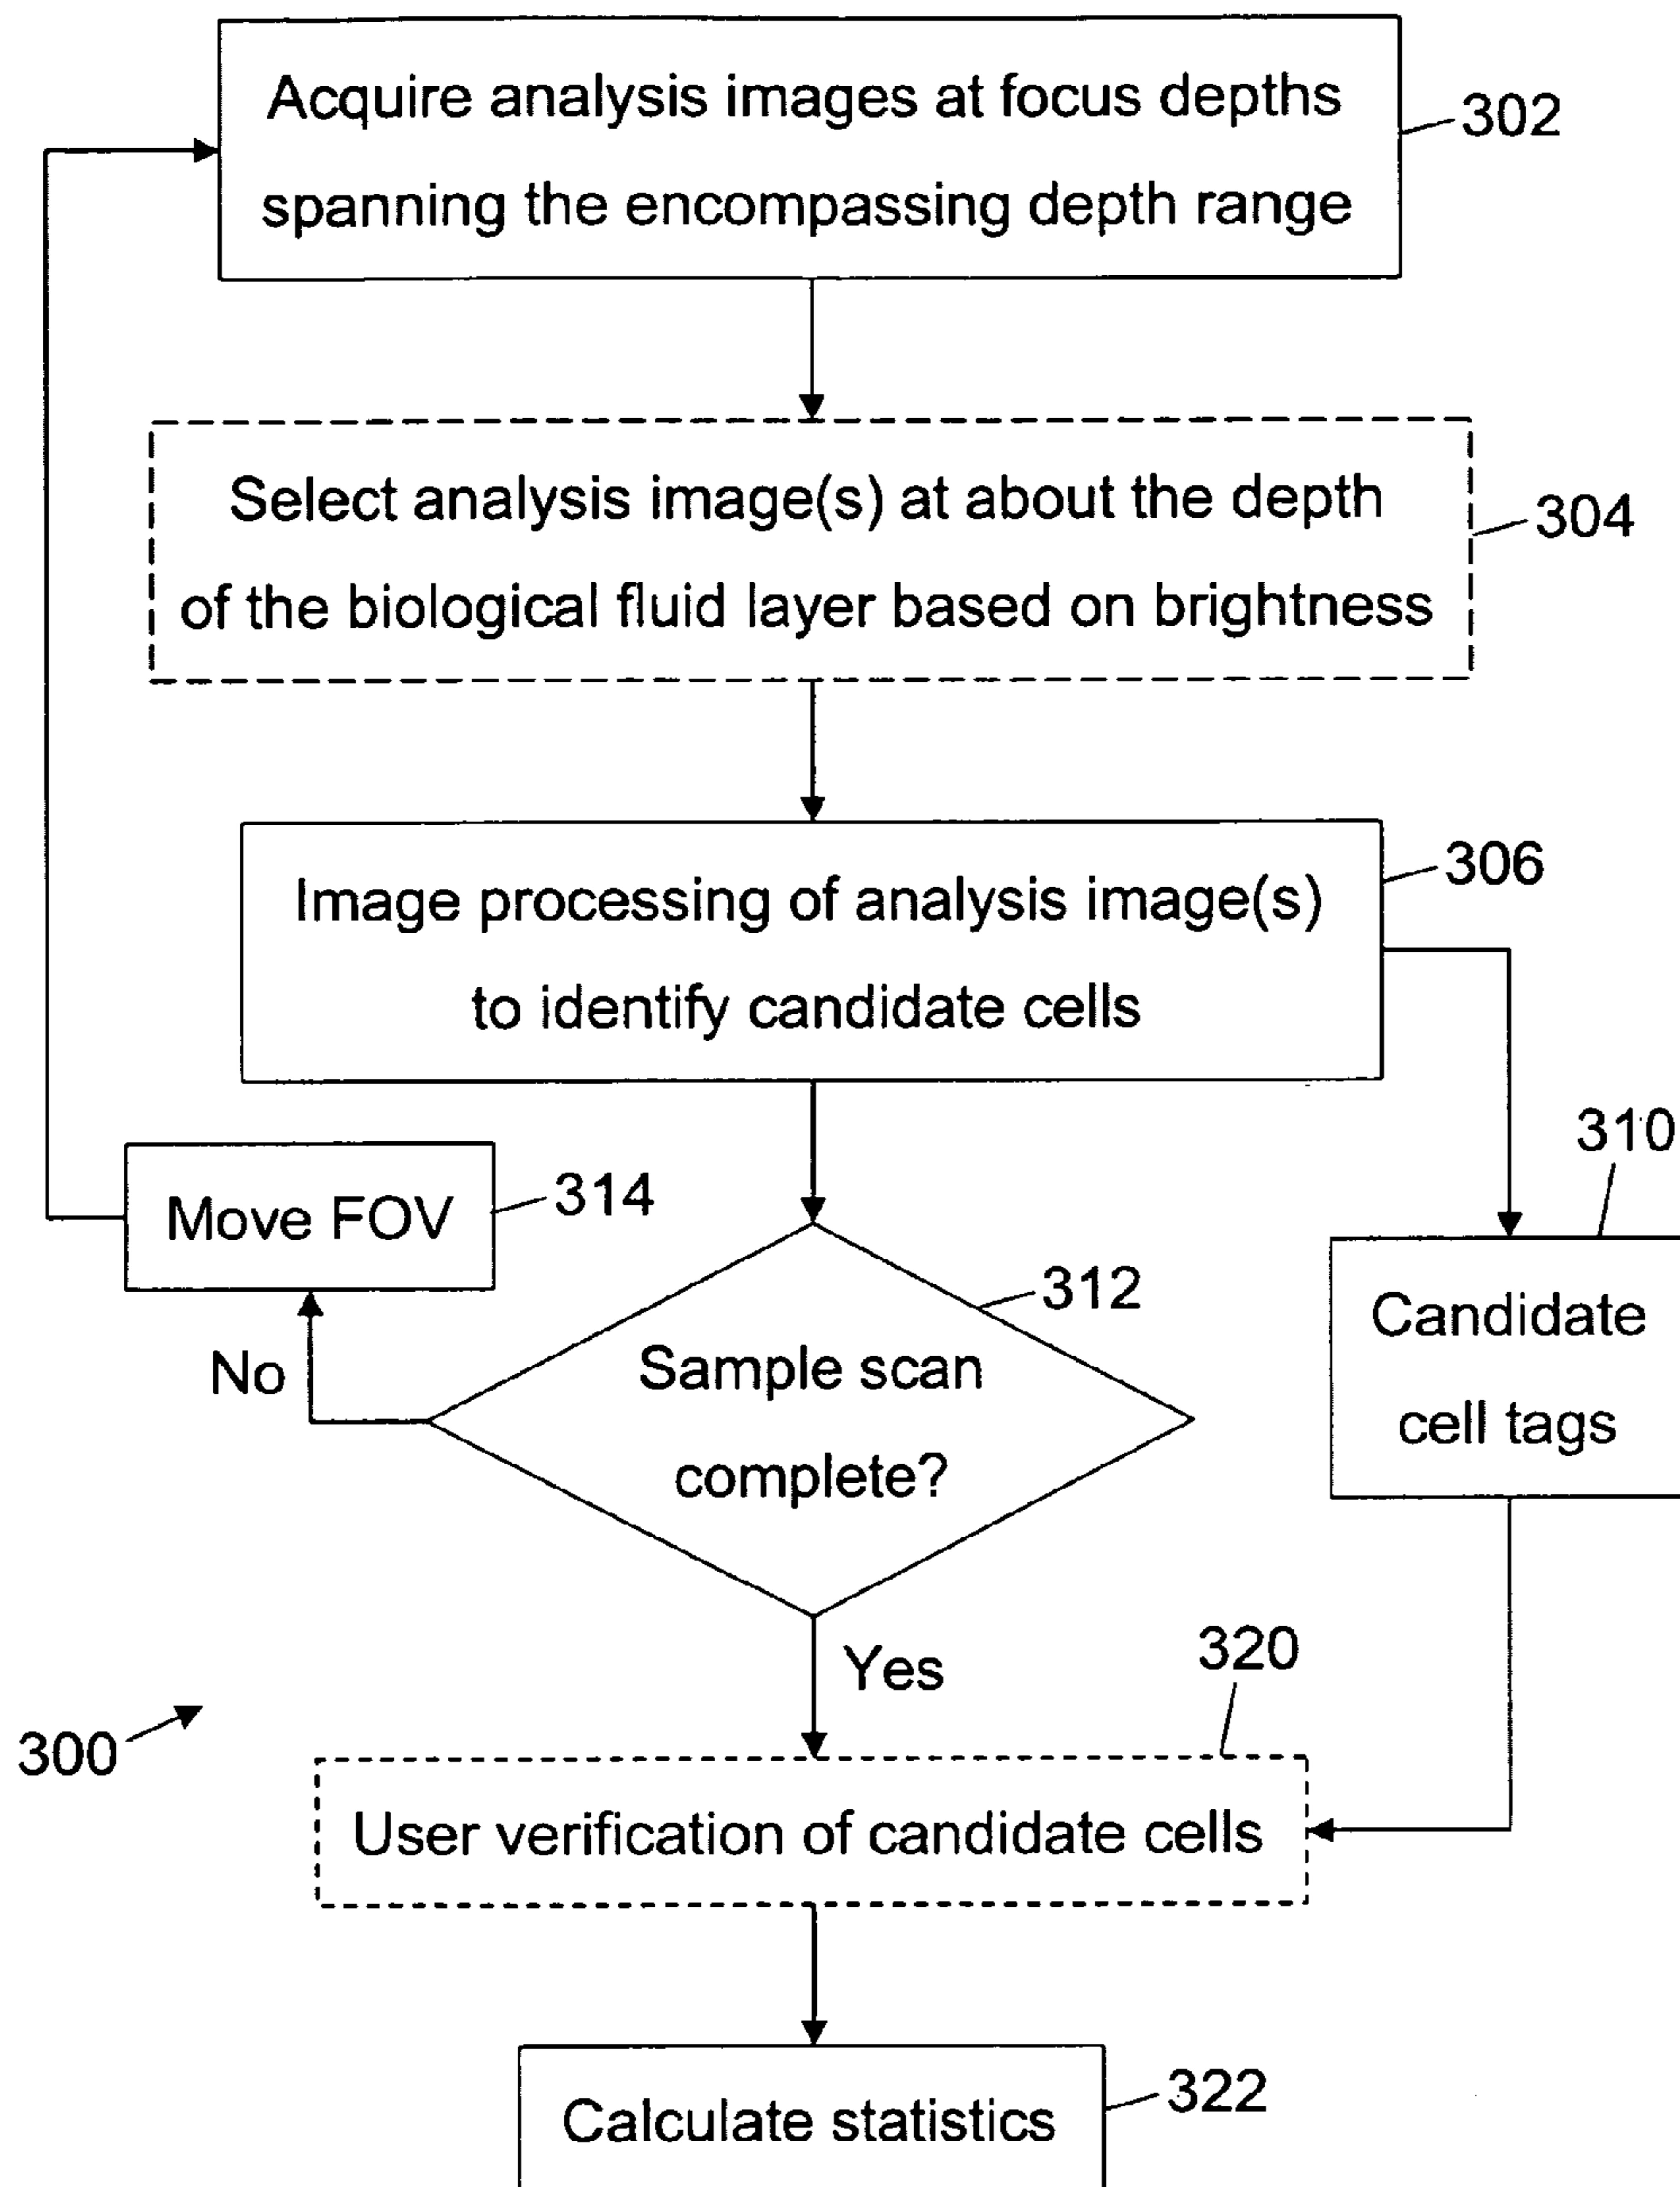 Acquire analysis images at focus depths
spanning the encompassing depth range
302
Select analysis image(s) at about the depth
of the biological fluid layer based on brightness
304
Image processing of analysis image(s)
to identify candidate cells
306
310
Move FOV
314
312
Candidate
cell tags
No
Sample scan
complete?
Yes
320
300
User verification of candidate cells
Calculate statistics
322